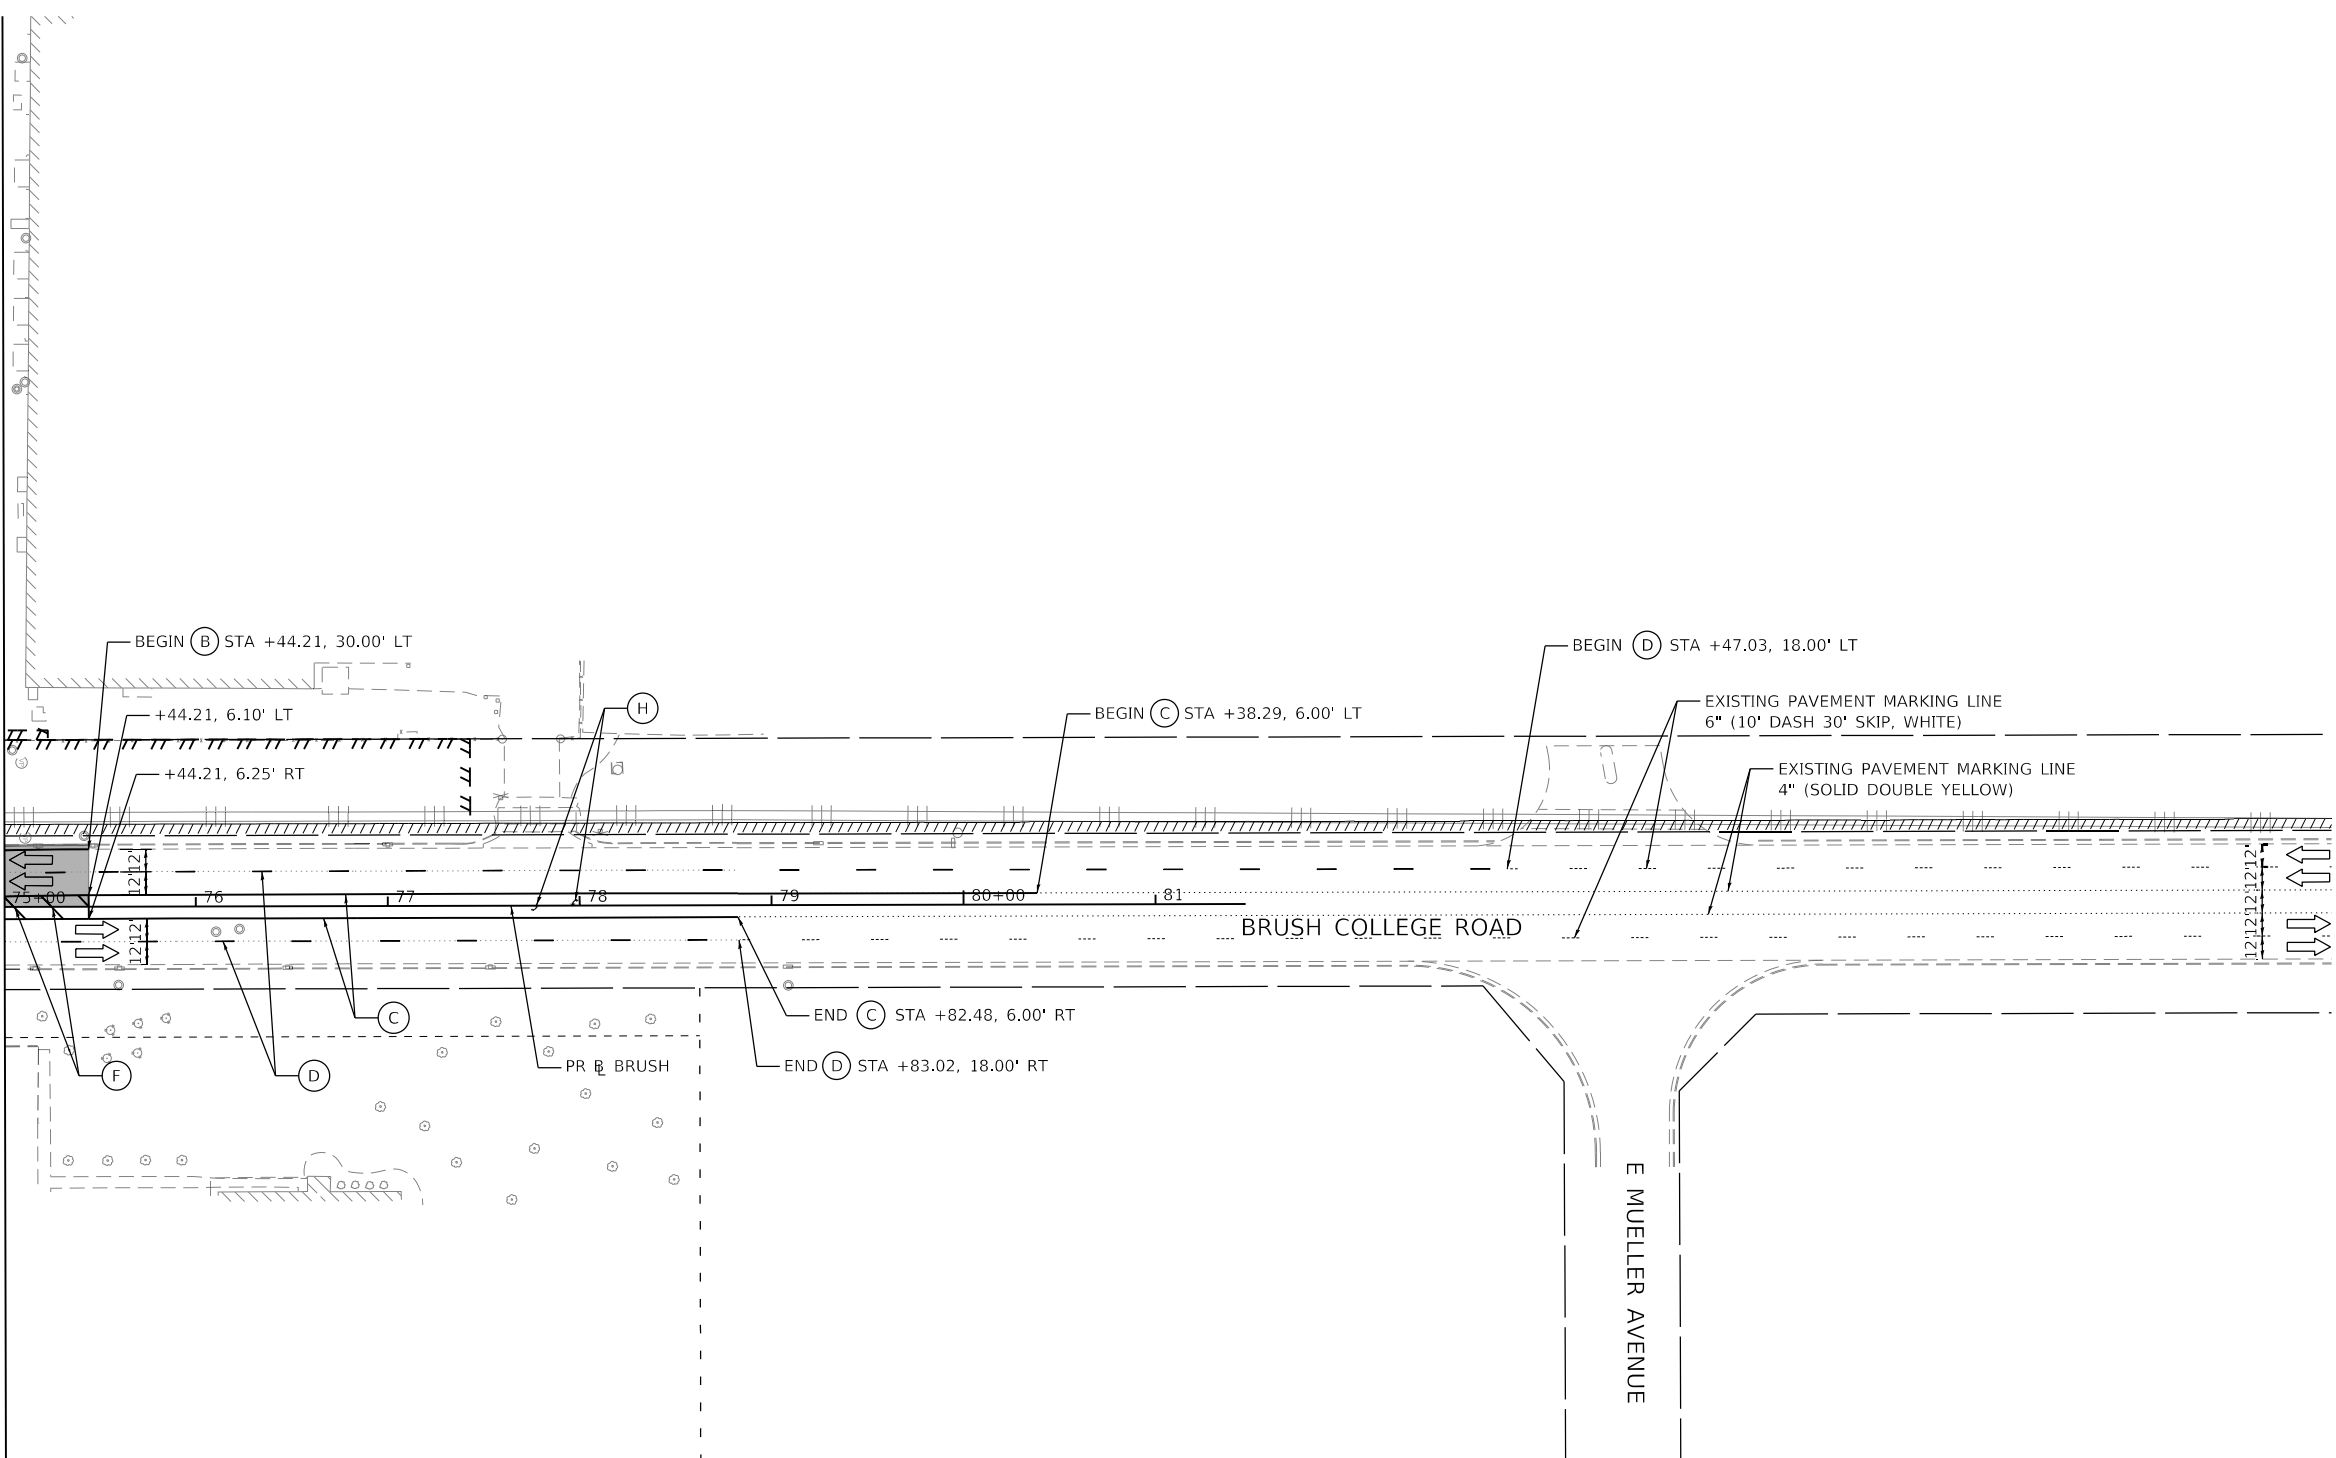 BEGIN B STA +44.21, 30.00' LT
BEGIN D STA +47.03, 18.00' LT
+44.21, 6.10' LT
H
BEGIN C STA +38.29, 6.00' LT
EXISTING PAVEMENT MARKING LINE
6" (10' DASH 30' SKIP, WHITE)
+44.21, 6.25' RT
EXISTING PAVEMENT MARKING LINE
4" (SOLID DOUBLE YELLOW)
12'
12'
75+00
76
77
78
79
80+00
81
12'
12'
12'
12'
12'
12'
12'
BRUSH COLLEGE ROAD
C
END C STA +82.48, 6.00' RT
F
D
PR BL BRUSH
END D STA +83.02, 18.00' RT
E MUELLER AVENUE